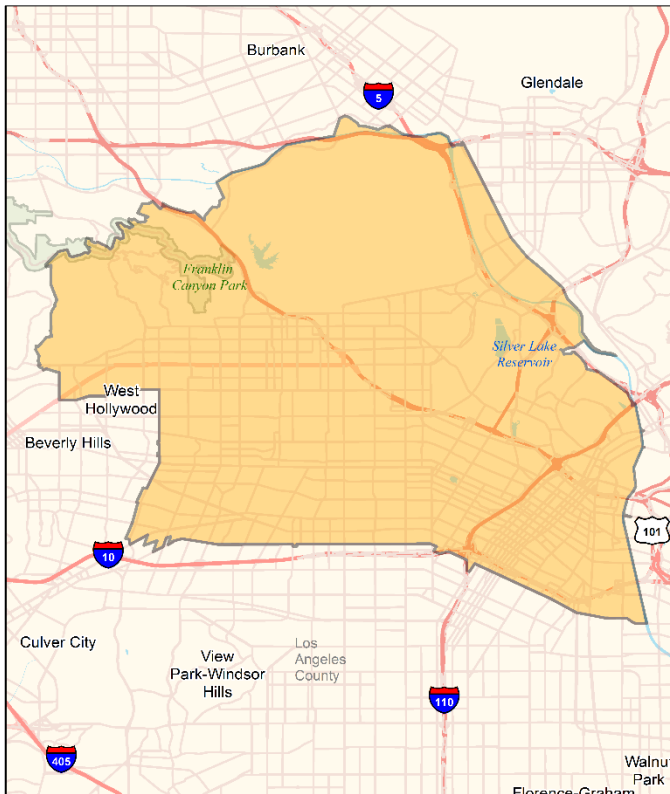 Burbank
5
Glendale
Franklin
Canyon Park
Silver Lake
Reservoir
West
Hollywood
Beverly Hills
101
10
Culver City
View
Park-Windsor
Hills
Los
Angeles
County
110
405
Walnut
Park
Florence-Graham